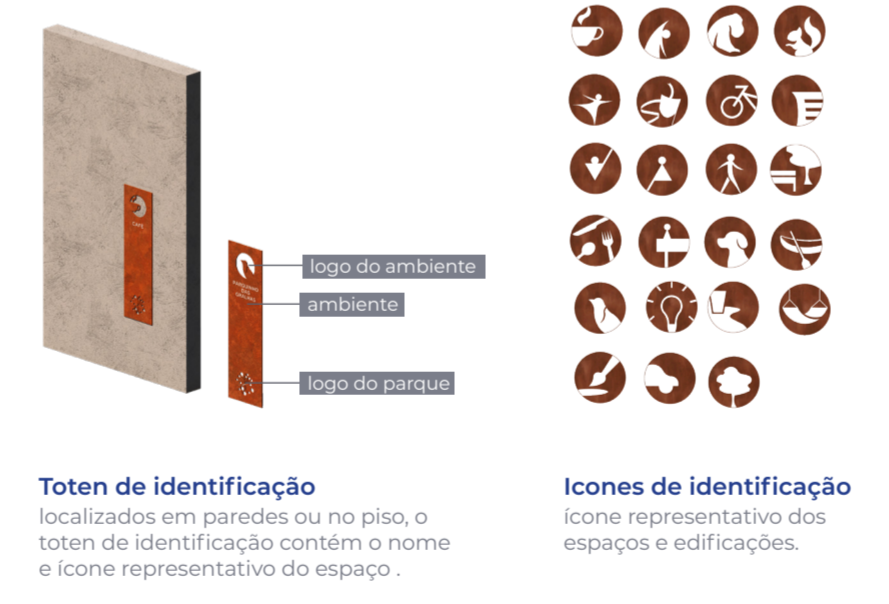 CAFÉ
logo do ambiente
ambiente
logo do parque
Toten de identificação
localizados em paredes ou no piso, o
toten de identificação contém o nome
e ícone representativo do espaço .
Icones de identificação
ícone representativo dos
espaços e edificações.